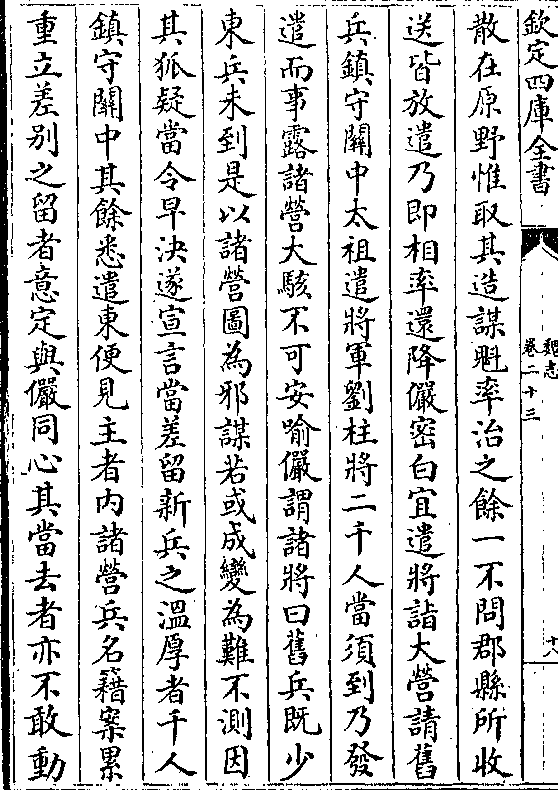 欽定四庫全書
魏志
卷二十三
十八
散在原野惟取其造謀魁率治之餘一不問郡縣所收
送皆放遣乃即相率還降儼密白宜遣將詣大營請舊
兵鎮守關中太祖遣將軍劉柱將二千人當須到乃發
遣而事露諸營大駭不可安喻儼謂諸將曰舊兵既少
東兵未到是以諸營圖為邪謀若或成變為難不測因
其狐疑當令早決遂宣言當差留新兵之溫厚者千人
鎮守關中其餘悉遣東便見主者內諸營兵名籍案累
重立差别之留者意定與儼同心其當去者亦不敢動